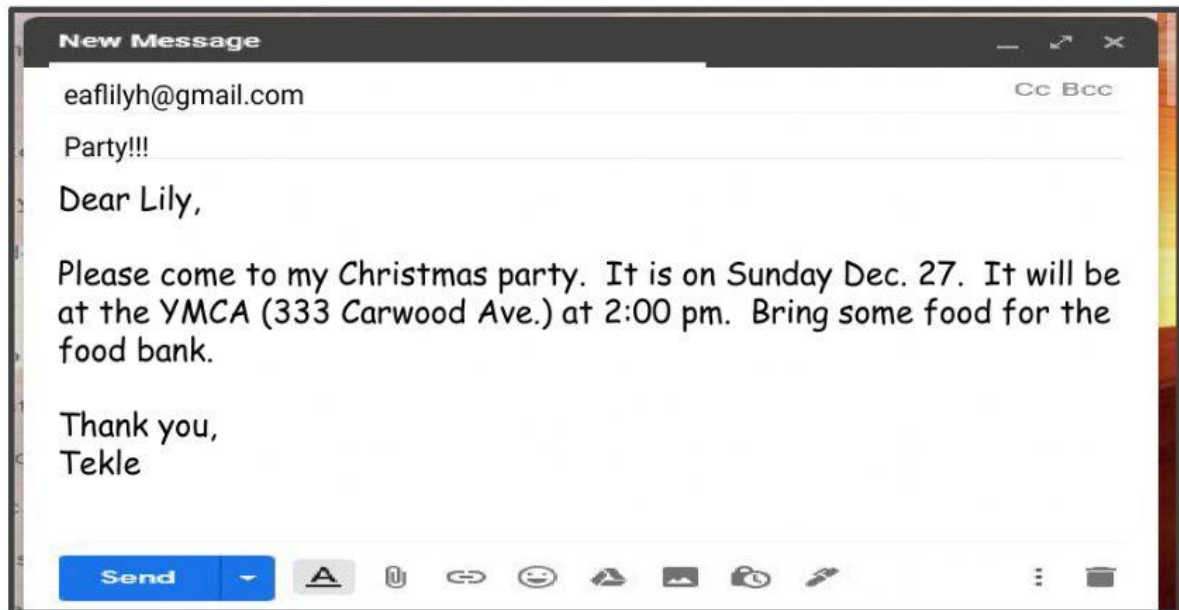 New Message
eaflilyh@gmail.com
Cc Bcc
Party!!!
Dear Lily,
Please come to my Christmas party. It is on Sunday Dec. 27. It will be
at the YMCA (333 Carwood Ave.) at 2:00 pm. Bring some food for the
food bank.
Thank you,
Tekle
Send